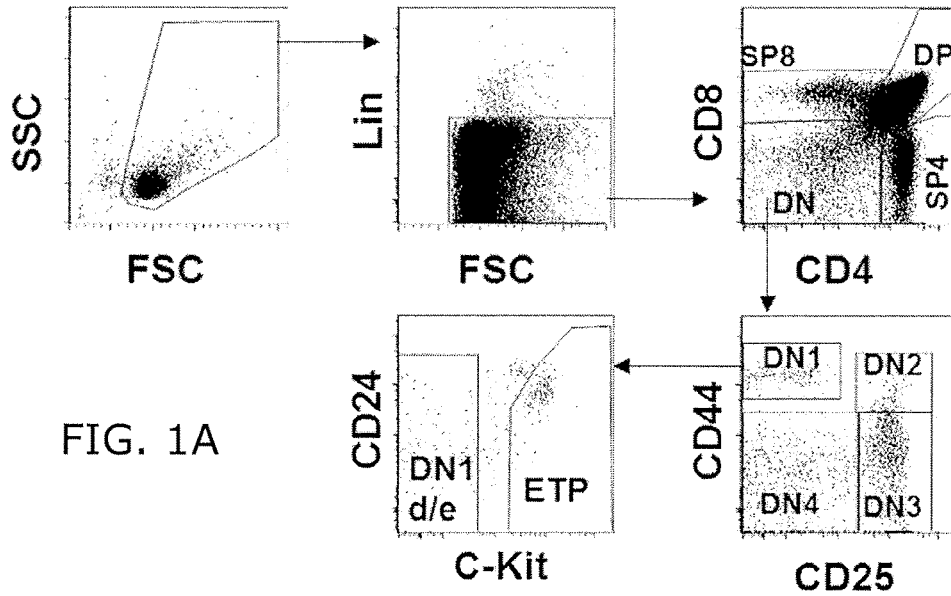 SSC
FSC
Lin
FSC
SP8
DP
CD8
DN
SP4
CD4
CD24
DN1
d/e
ETP
C-Kit
DN1
DN2
CD44
DN4
DN3
CD25
FIG. 1A